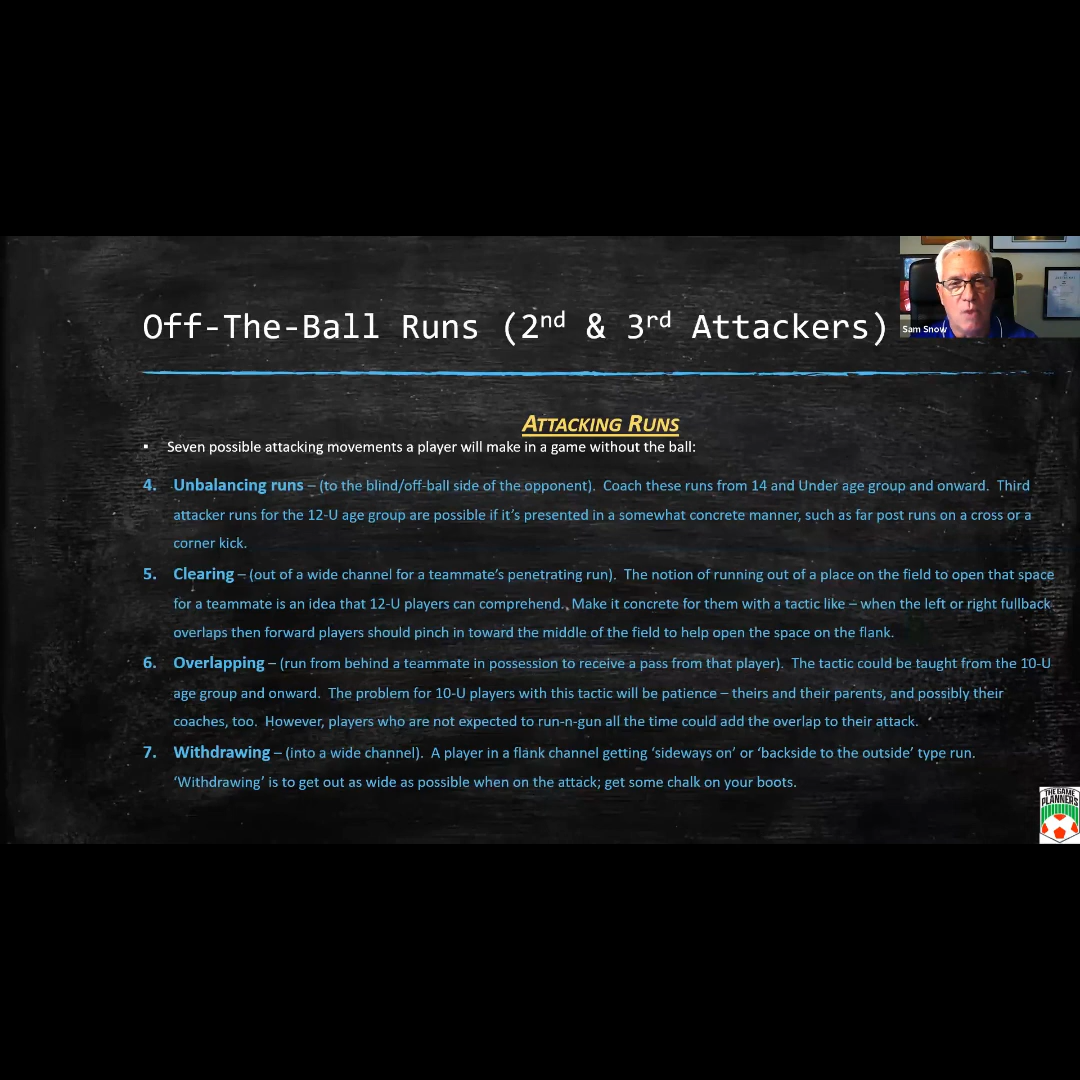 Sam Snow
Off-The-Ball Runs (2nd & 3rd Attackers)
ATTACKING RUNS
▪ Seven possible attacking movements a player will make in a game without the ball:
4. Unbalancing runs – (to the blind/off-ball side of the opponent). Coach these runs from 14 and Under age group and onward. Third
attacker runs for the 12-U age group are possible if it's presented in a somewhat concrete manner, such as far post runs on a cross or a
corner kick.
5. Clearing – (out of a wide channel for a teammate's penetrating run). The notion of running out of a place on the field to open that space
for a teammate is an idea that 12-U players can comprehend. Make it concrete for them with a tactic like – when the left or right fullback
overlaps then forward players should pinch in toward the middle of the field to help open the space on the flank.
6. Overlapping – (run from behind a teammate in possession to receive a pass from that player). The tactic could be taught from the 10-U
age group and onward. The problem for 10-U players with this tactic will be patience – theirs and their parents, and possibly their
coaches, too. However, players who are not expected to run-n-gun all the time could add the overlap to their attack.
7. Withdrawing – (into a wide channel). A player in a flank channel getting ‘sideways on’ or ‘backside to the outside’ type run.
‘Withdrawing’ is to get out as wide as possible when on the attack; get some chalk on your boots.
THE GAME
PLANNERS